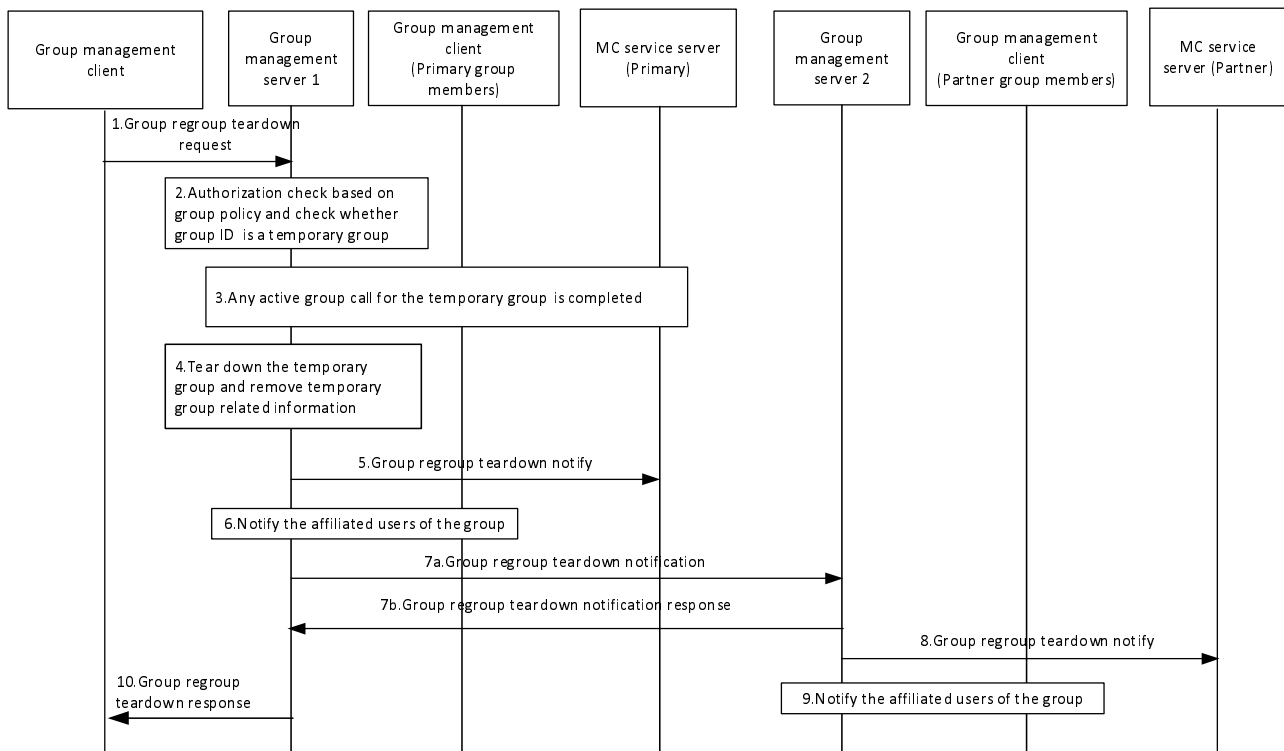 Group management
client
Group
management
server 1
Group management
client
(Primary group
members)
MC service server
(Primary)
Group
management
server 2
Group management
client
(Partner group members)
MC service
server (Partner)
1.Group regroup teardown
request
2.Authorization check based on
group policy and check whether
group ID is a temporary group
3.Any active group call for the temporary group is completed
4.Tear down the temporary
group and remove temporary
group related information
5.Group regroup teardown notify
6.Notify the affiliated users of the group
7a.Group regroup teardown notification
7b.Group regroup teardown notification response
8.Group regroup teardown notify
9.Notify the affiliated users of the group
10.Group regroup
teardown response